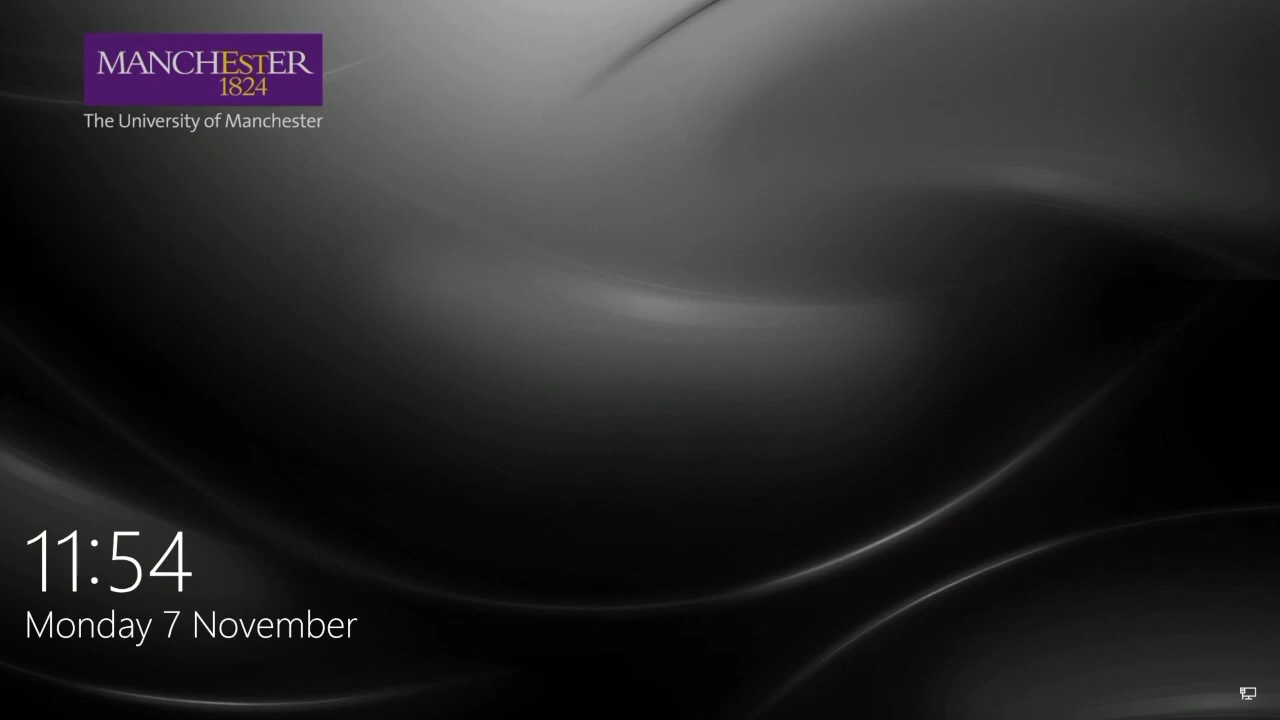 MANCHEsTER
1824
The University of Manchester
11:54
Monday 7 November